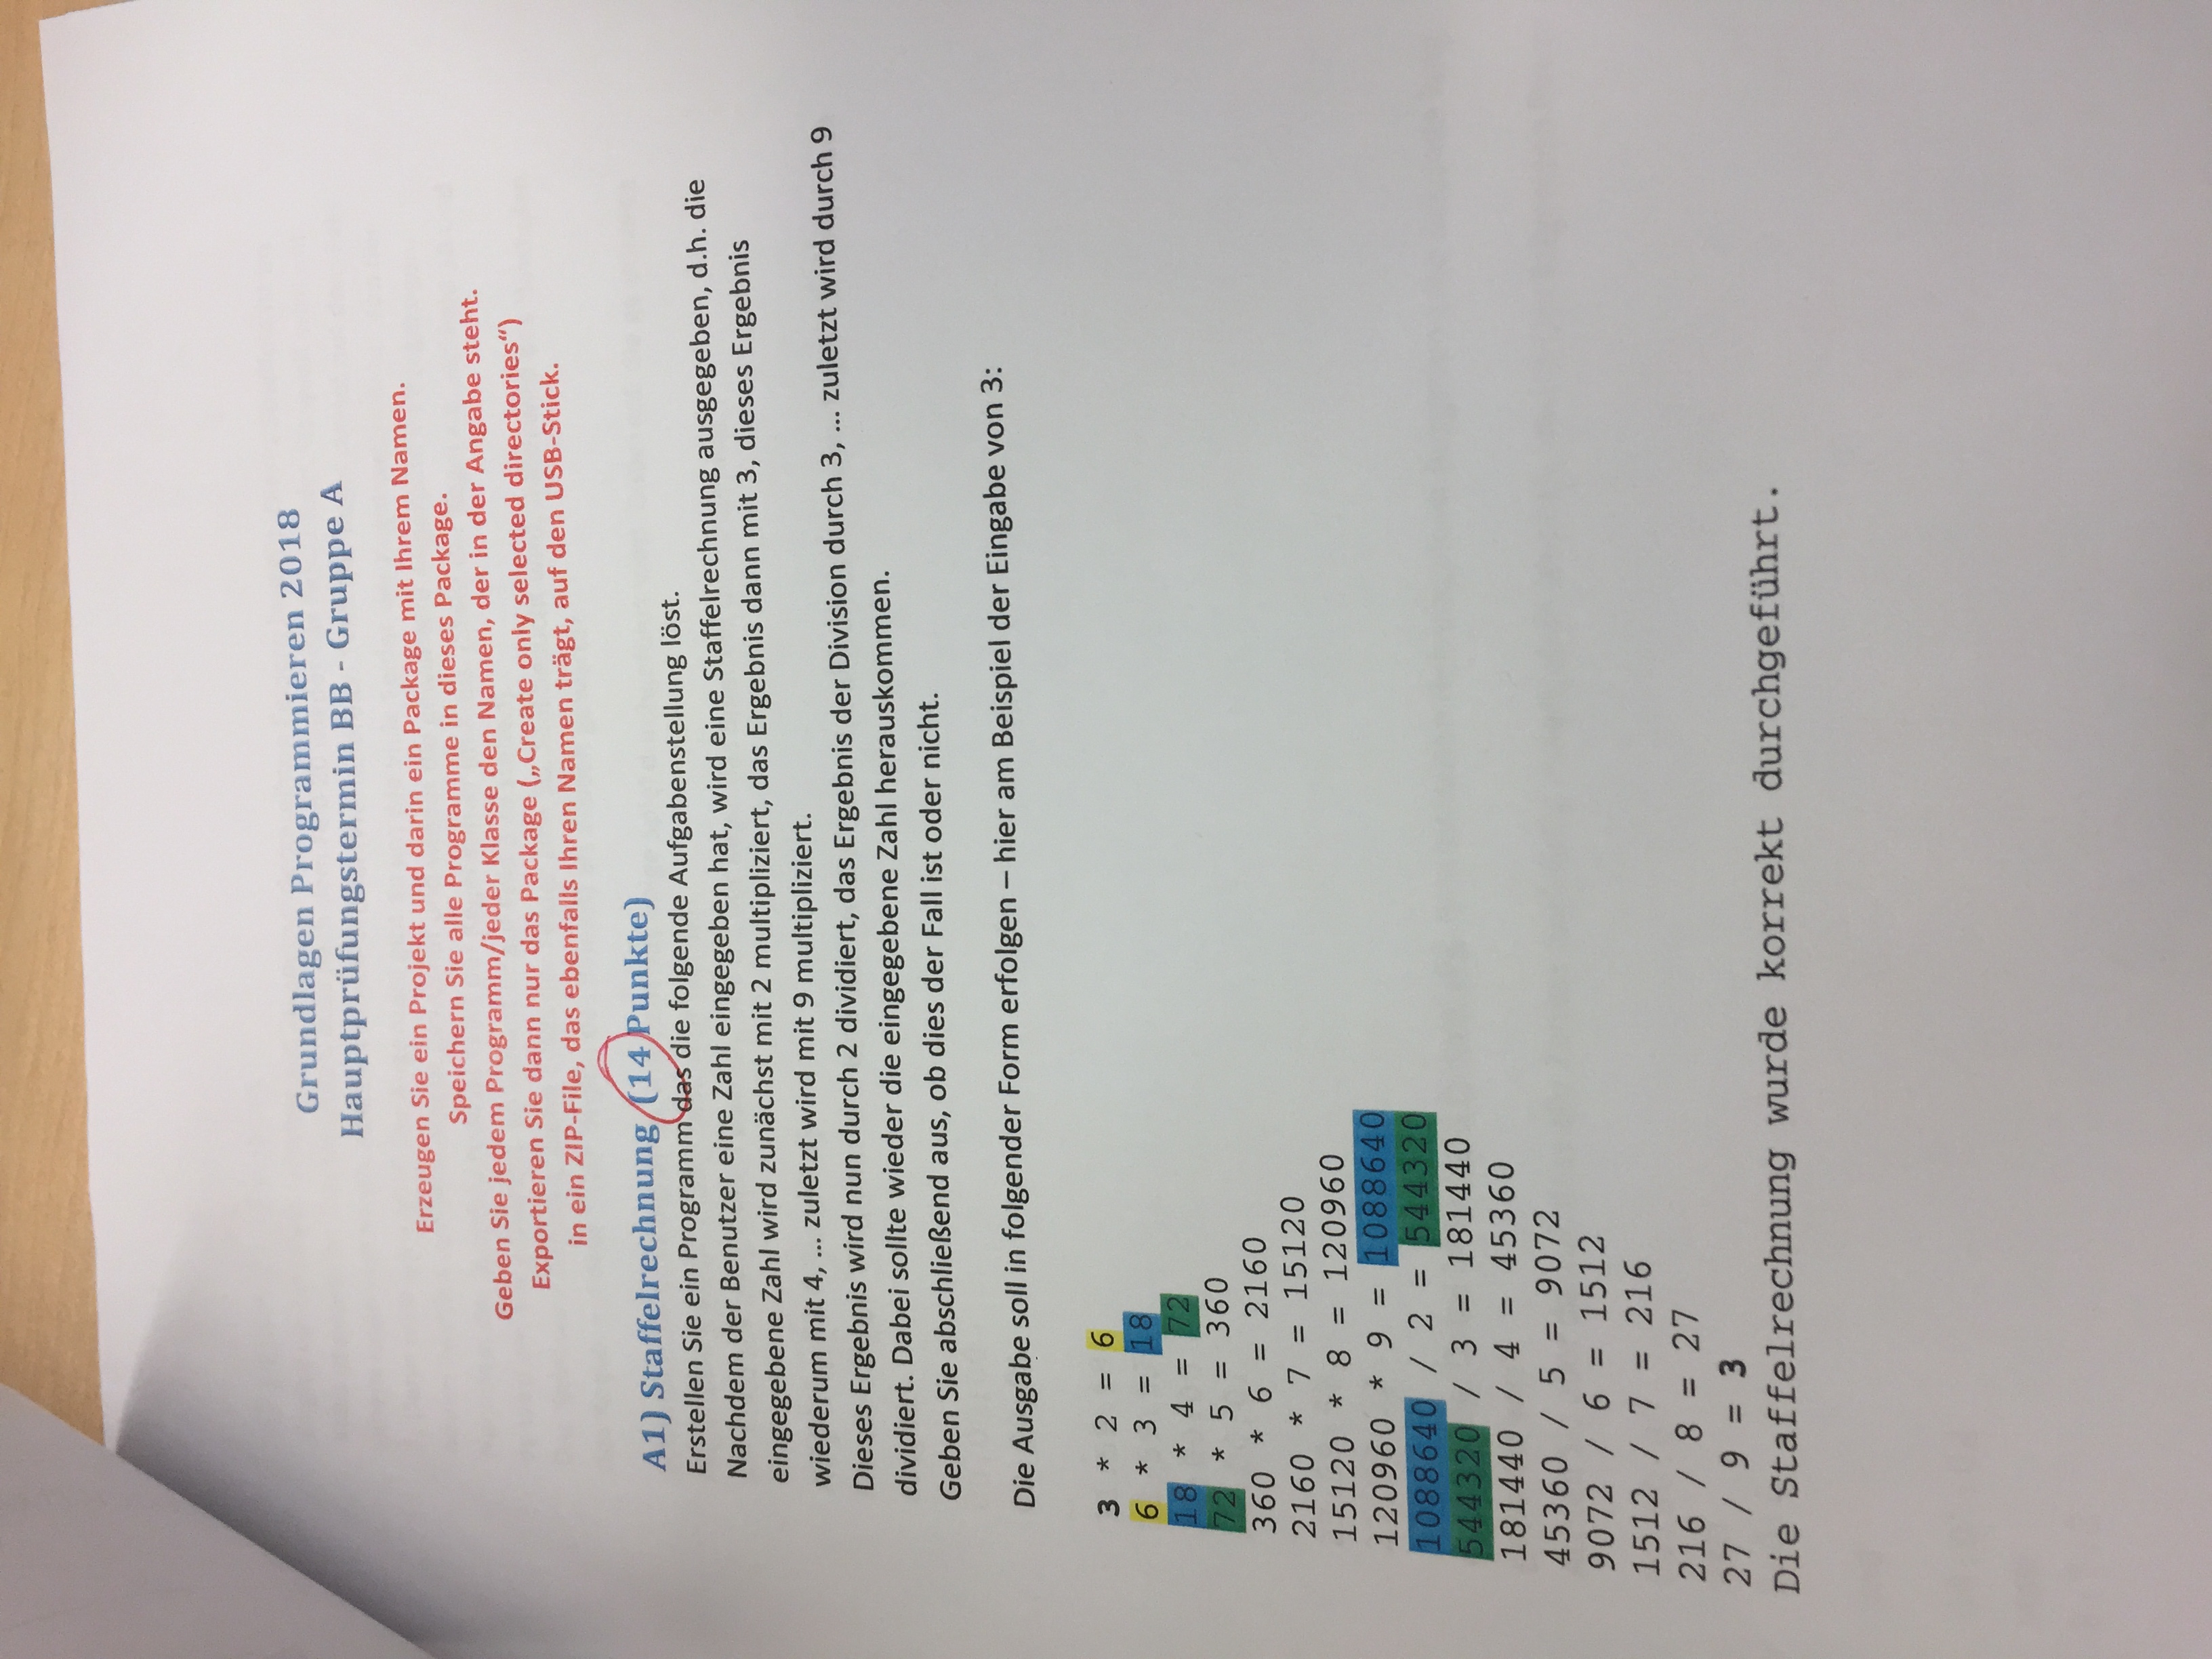 Grundlagen Programmieren 2018
Hauptprüfungstermin BB - Gruppe A
Erzeugen Sie ein Projekt und darin ein Package mit Ihrem Namen.
Speichern Sie alle Programme in dieses Package.
Geben Sie jedem Programm/jeder Klasse den Namen, der in der Angabe steht.
Exportieren Sie dann nur das Package („Create only selected directories“)
in ein ZIP-File, das ebenfalls Ihren Namen trägt, auf den USB-Stick.
A1) Staffelrechnung (14 Punkte)
Erstellen Sie ein Programm das die folgende Aufgabenstellung löst.
Nachdem der Benutzer eine Zahl eingegeben hat, wird eine Staffelrechnung ausgegeben, d.h. die
eingegebene Zahl wird zunächst mit 2 multipliziert, das Ergebnis dann mit 3, dieses Ergebnis
wiederum mit 4, ... zuletzt wird mit 9 multipliziert.
Dieses Ergebnis wird nun durch 2 dividiert, das Ergebnis der Division durch 3, ... zuletzt wird durch 9
dividiert. Dabei sollte wieder die eingegebene Zahl herauskommen.
Geben Sie abschließend aus, ob dies der Fall ist oder nicht.
Die Ausgabe soll in folgender Form erfolgen – hier am Beispiel der Eingabe von 3:
3 * 2 = 6
6 * 3 = 18
18 * 4 = 72
72 * 5 = 360
360 * 6 = 2160
2160 * 7 = 15120
15120 * 8 = 120960
120960 * 9 = 1088640
1088640 / 2 = 544320
544320 / 3 = 181440
181440 / 4 = 45360
45360 / 5 = 9072
9072 / 6 = 1512
1512 / 7 = 216
216 / 8 = 27
27 / 9 = 3
Die Staffelrechnung wurde korrekt durchgeführt.